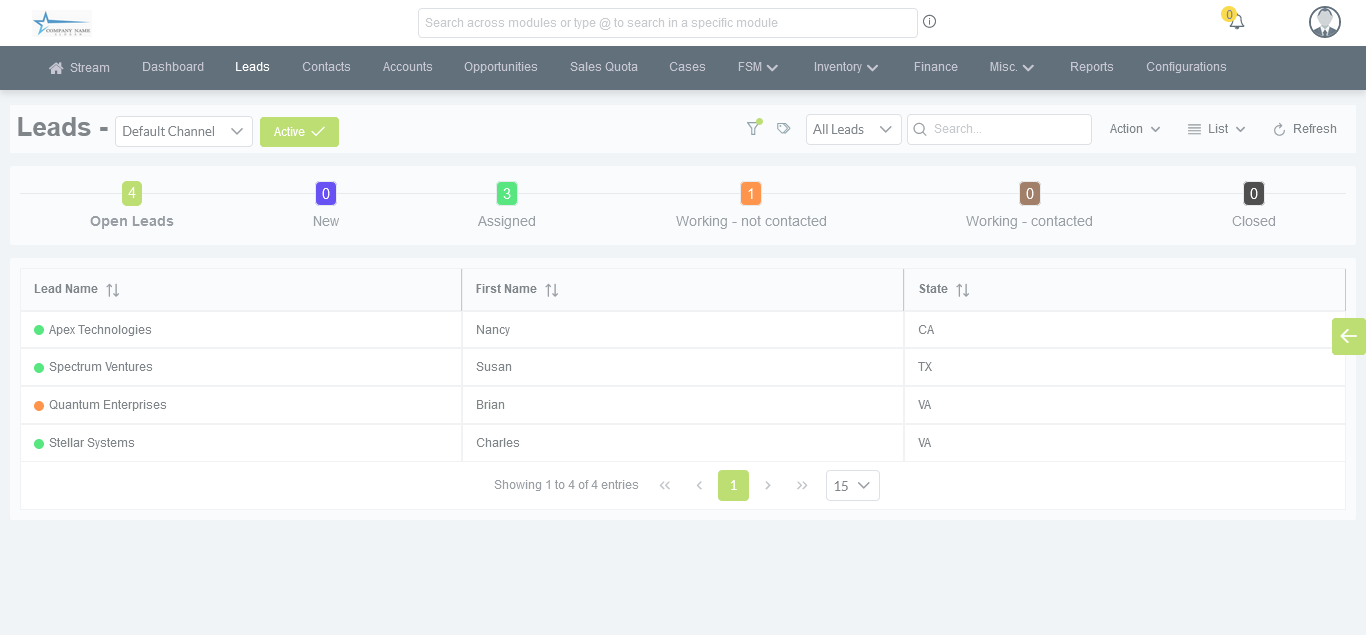 COMPANY NAME
Search across modules or type @ to search in a specific module
0
Stream Dashboard Leads Contacts Accounts Opportunities Sales Quota Cases FSM Inventory Finance Misc. Reports Configurations
Leads - Default Channel Active All Leads Search... Action List Refresh
4 0 3 1 0 0
Open Leads New Assigned Working - not contacted Working - contacted Closed
Lead Name First Name State
Apex Technologies Nancy CA
Spectrum Ventures Susan TX
Quantum Enterprises Brian VA
Stellar Systems Charles VA
Showing 1 to 4 of 4 entries 1 15